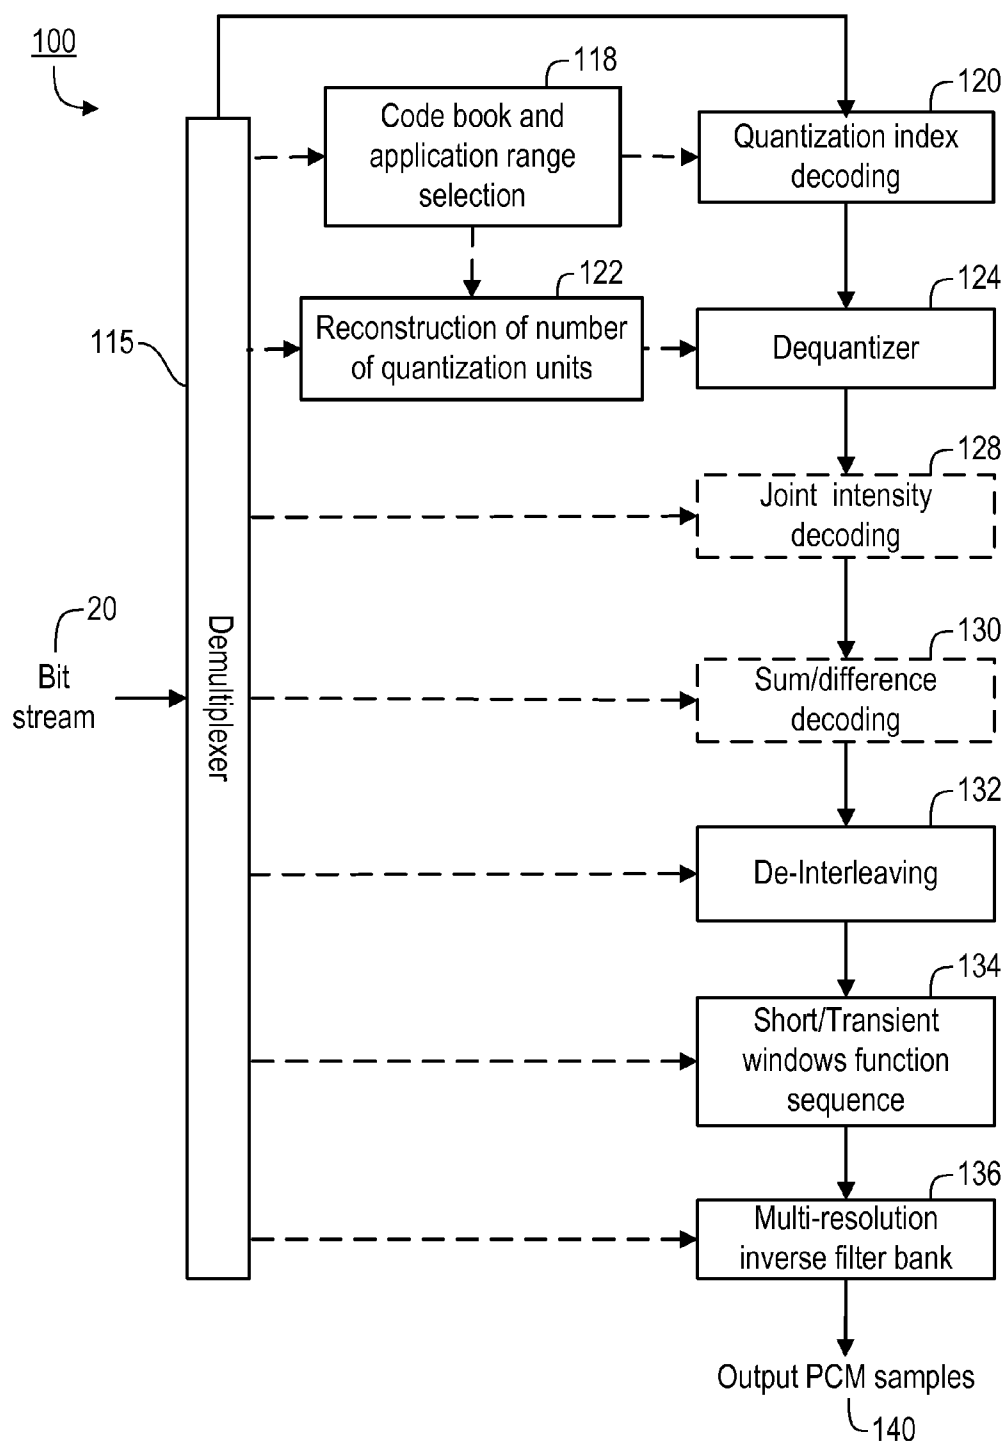 100
118
120
Code book and
application range
selection
Quantization index
decoding
122
124
115
Reconstruction of number
of quantization units
Dequantizer
128
Joint intensity
decoding
20
Bit
stream
Demultiplexer
130
Sum/difference
decoding
132
De-Interleaving
134
Short/Transient
windows function
sequence
136
Multi-resolution
inverse filter bank
Output PCM samples
140